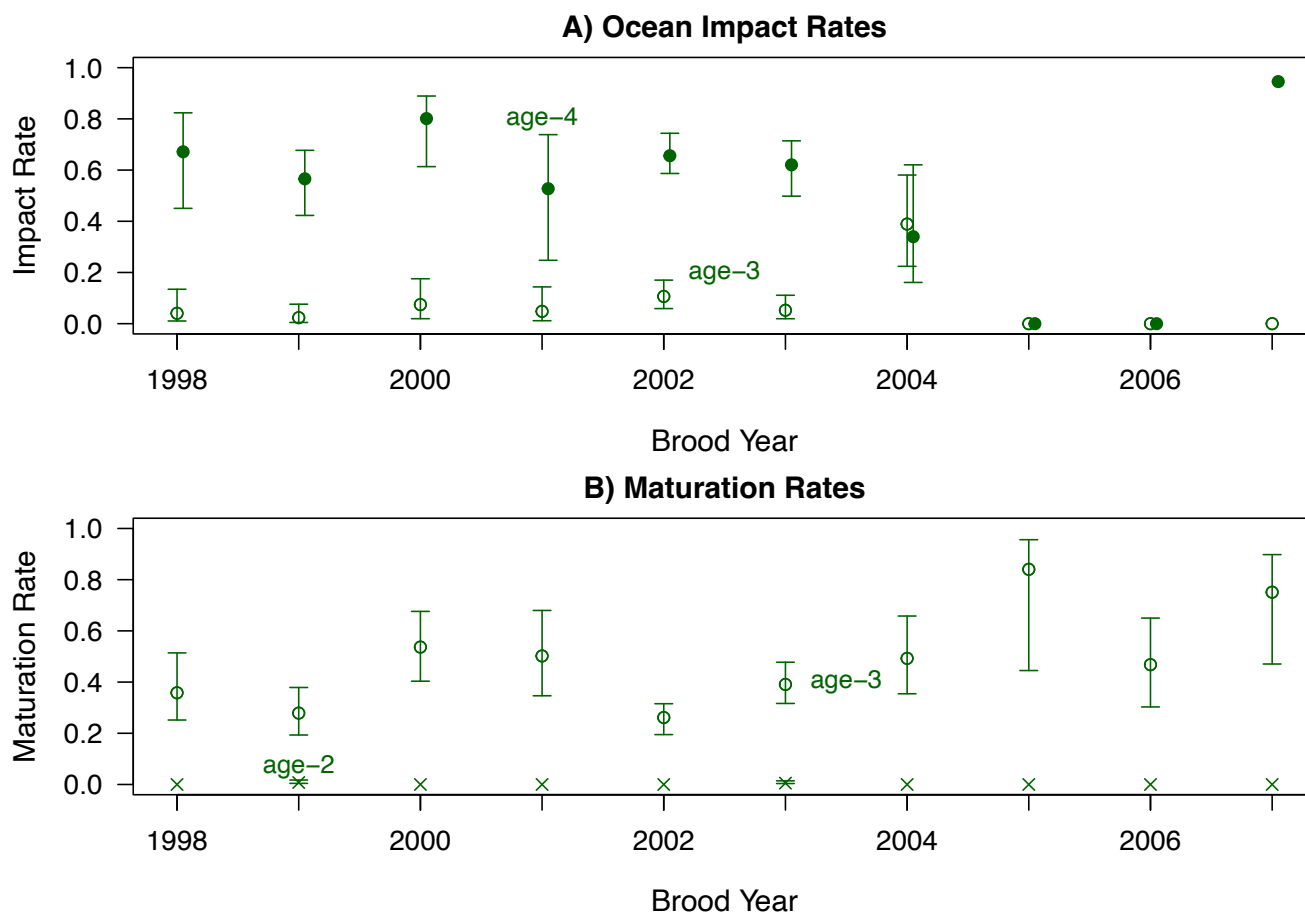 A) Ocean Impact Rates
Impact Rate
1.0
0.8
0.6
0.4
0.2
0.0
age−4
age−3
1998 2000 2002 2004 2006
Brood Year
B) Maturation Rates
Maturation Rate
1.0
0.8
0.6
0.4
0.2
0.0
age−3
age−2
1998 2000 2002 2004 2006
Brood Year